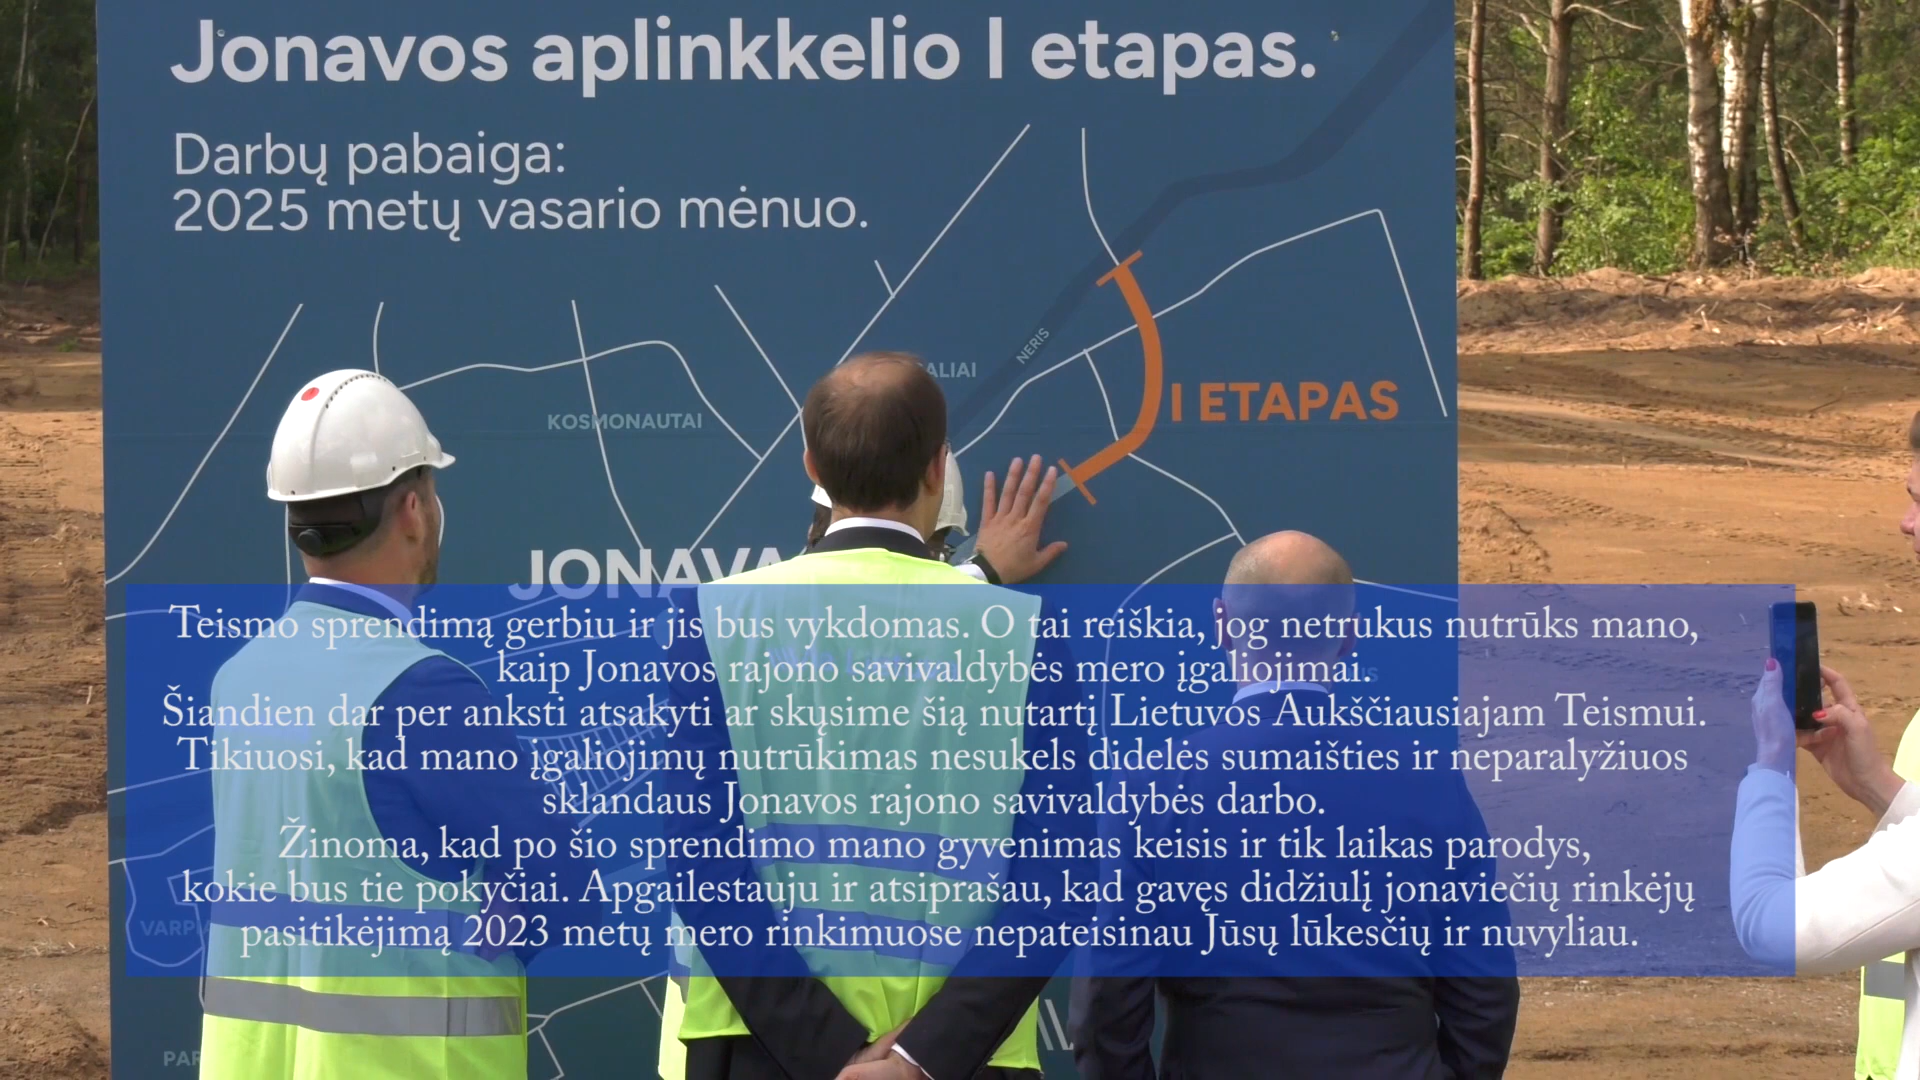 Jonavos aplinkkelio I etapas.
Darbų pabaiga:
2025 metų vasario mėnuo.
NERIS
KOSMONAUTAI
I ETAPAS
JONAVA
Teismo sprendimą gerbiu ir jis bus vykdomas. O tai reiškia, jog netrukus nutrūks mano,
kaip Jonavos rajono savivaldybės mero įgaliojimai.
Šiandien dar per anksti atsakyti ar skųsime šią nutartį Lietuvos Aukščiausiajam Teismui.
Tikiuosi, kad mano įgaliojimų nutrūkimas nesukels didelės sumaišties ir neparalyžiuos
sklandaus Jonavos rajono savivaldybės darbo.
Žinoma, kad po šio sprendimo mano gyvenimas keisis ir tik laikas parodys,
kokie bus tie pokyčiai. Apgailestauju ir atsiprašau, kad gavęs didžiulį jonaviečių rinkėjų
pasitikėjimą 2023 metų mero rinkimuose nepateisinau Jūsų lūkesčių ir nuvyliau.